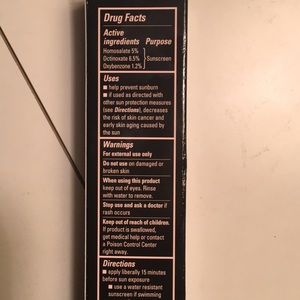 Drug Facts
Active
ingredients Purpose
Homosalate 5%
Octinoxate 6.5% Sunscreen
Oxybenzone 1.2%
Uses
■ help prevent sunburn
■ if used as directed with
other sun protection measures
(see Directions), decreases
the risk of skin cancer and
early skin aging caused by
the sun
Warnings
For external use only
Do not use on damaged or
broken skin
When using this product
keep out of eyes. Rinse
with water to remove.
Stop use and ask a doctor if
rash occurs
Keep out of reach of children.
If product is swallowed,
get medical help or contact
a Poison Control Center
right away.
Directions
■ apply liberally 15 minutes
before sun exposure
■ use a water resistant
sunscreen if swimming